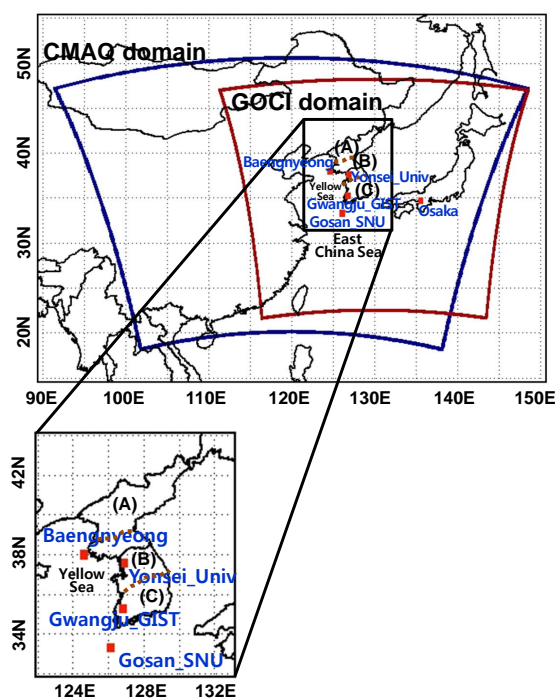 CMAQ domain
GOCI domain
50N
40N
30N
20N
(A)
Baengnyeong
(B)
Yonsei_Univ
Yellow
Sea
(C)
Gwangju_GIST
Osaka
Gosan_SNU
East
China Sea
90E 100E 110E 120E 130E 140E 150E
42N
38N
34N
(A)
Baengnyeong
(B)
Yellow
Sea
Yonsei_Univ
(C)
Gwangju_GIST
Gosan_SNU
124E 128E 132E